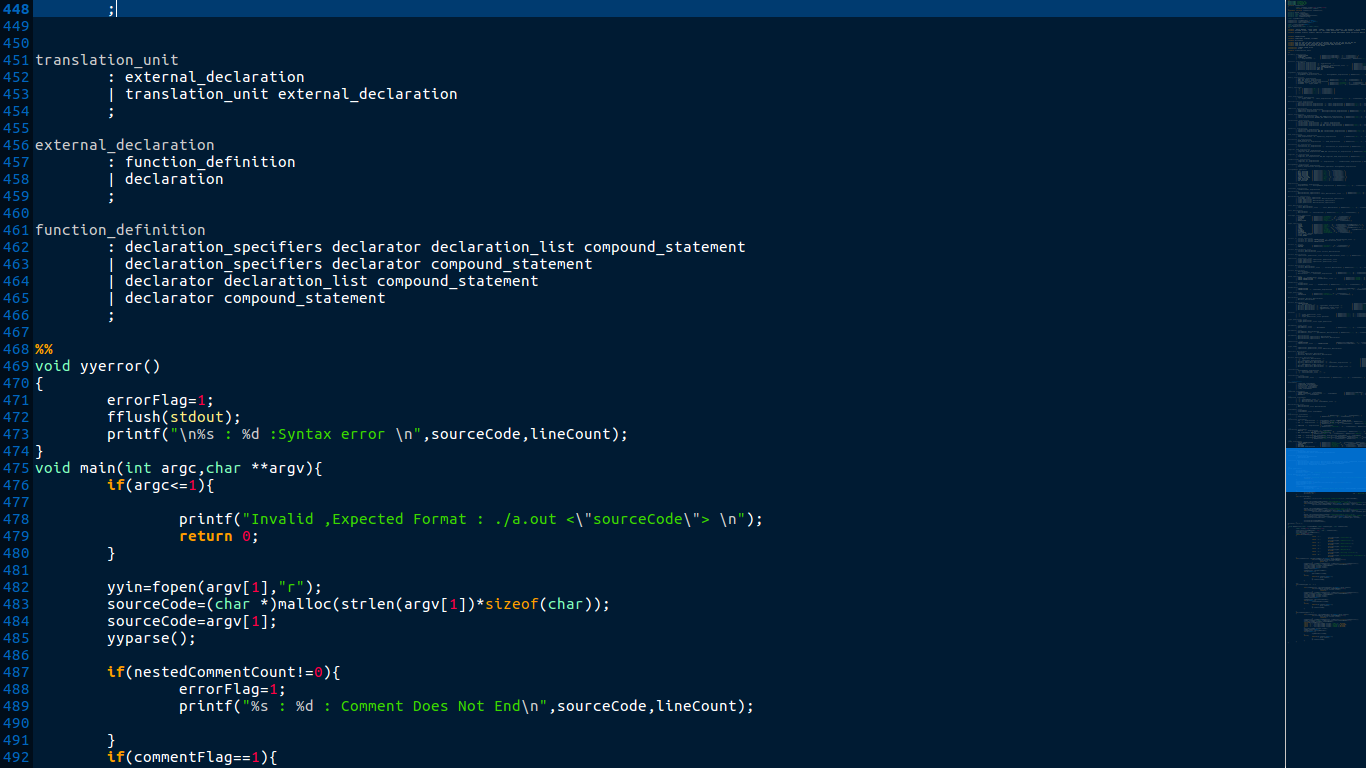 448         ;
449
450
451 translation_unit
452         : external_declaration
453         | translation_unit external_declaration
454         ;
455
456 external_declaration
457         : function_definition
458         | declaration
459         ;
460
461 function_definition
462         : declaration_specifiers declarator declaration_list compound_statement
463         | declaration_specifiers declarator compound_statement
464         | declarator declaration_list compound_statement
465         | declarator compound_statement
466         ;
467
468 %%
469 void yyerror()
470 {
471         errorFlag=1;
472         fflush(stdout);
473         printf("\n%s : %d :Syntax error \n",sourceCode,lineCount);
474 }
475 void main(int argc,char **argv){
476         if(argc<=1){
477
478                 printf("Invalid ,Expected Format : ./a.out <\"sourceCode\"> \n");
479                 return 0;
480         }
481
482         yyin=fopen(argv[1],"r");
483         sourceCode=(char *)malloc(strlen(argv[1])*sizeof(char));
484         sourceCode=argv[1];
485         yyparse();
486
487         if(nestedCommentCount!=0){
488                 errorFlag=1;
489                 printf("%s : %d : Comment Does Not End\n",sourceCode,lineCount);
490
491         }
492         if(commentFlag==1){